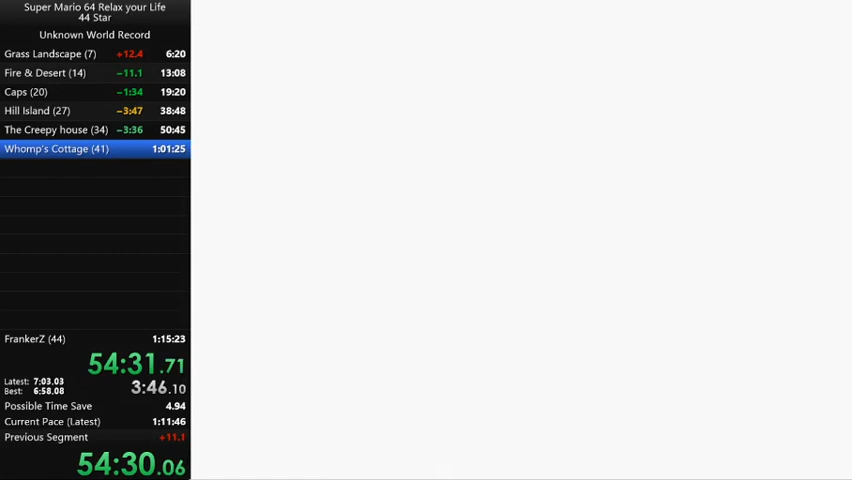 Super Mario 64 Relax your Life
44 Star
Unknown World Record
Grass Landscape (7) +12.4 6:20
Fire & Desert (14) −11.1 13:08
Caps (20) −1:34 19:20
Hill Island (27) −3:47 38:48
The Creepy house (34) −3:36 50:45
Whomp's Cottage (41) 1:01:25
FrankerZ (44) 1:15:23
54:31.71
Latest: 7:03.03
Best: 6:58.08
3:46.10
Possible Time Save 4.94
Current Pace (Latest) 1:11:46
Previous Segment +11.1
54:30.06